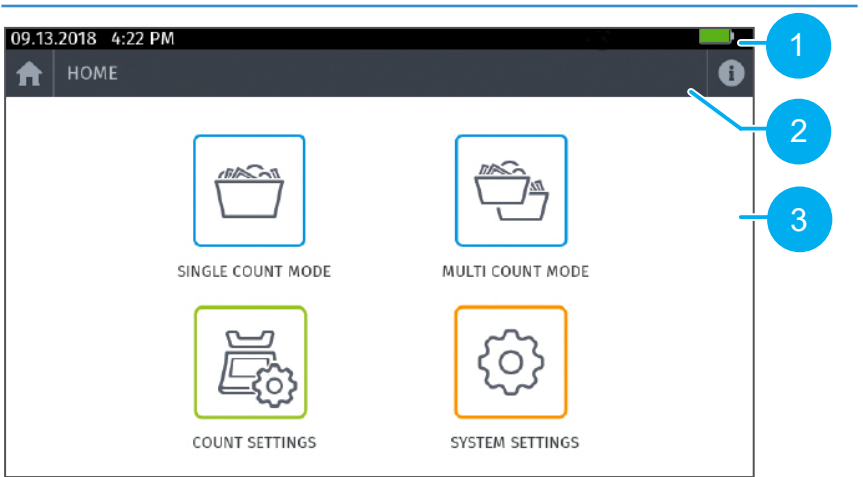 09.13.2018 4:22 PM
1
HOME
2
3
SINGLE COUNT MODE MULTI COUNT MODE
COUNT SETTINGS SYSTEM SETTINGS